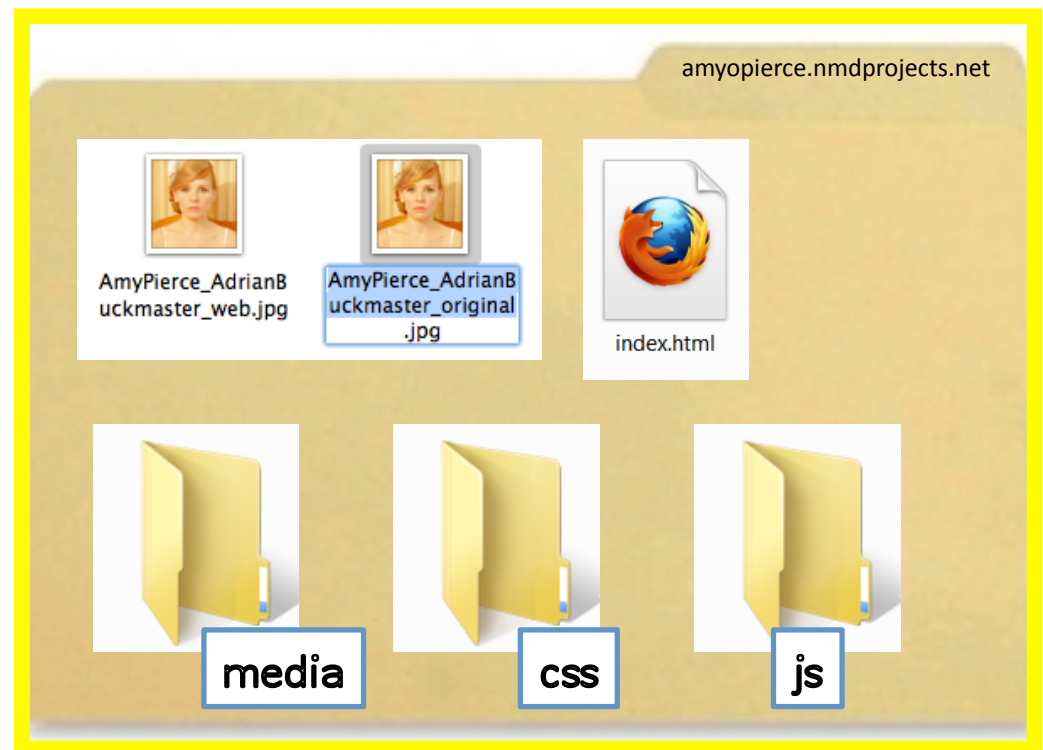 amyopierce.nmdprojects.net
AmyPierce_AdrianB
uckmaster_web.jpg
AmyPierce_AdrianB
uckmaster_original
.jpg
index.html
media
css
js